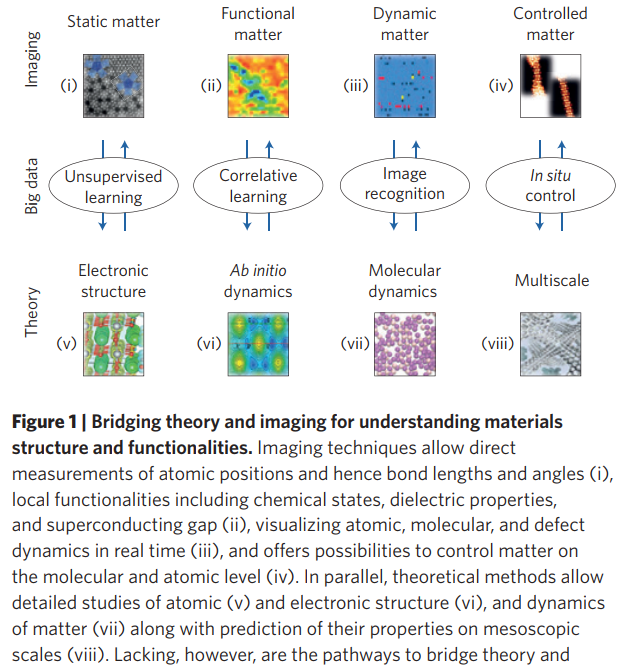 Static matter
Functional matter
Dynamic matter
Controlled matter
Imaging
(i)
(ii)
(iii)
(iv)
Big data
Unsupervised learning
Correlative learning
Image recognition
In situ control
Theory
Electronic structure
Ab initio dynamics
Molecular dynamics
Multiscale
(v)
(vi)
(vii)
(viii)
Figure 1 | Bridging theory and imaging for understanding materials
structure and functionalities. Imaging techniques allow direct
measurements of atomic positions and hence bond lengths and angles (i),
local functionalities including chemical states, dielectric properties,
and superconducting gap (ii), visualizing atomic, molecular, and defect
dynamics in real time (iii), and offers possibilities to control matter on
the molecular and atomic level (iv). In parallel, theoretical methods allow
detailed studies of atomic (v) and electronic structure (vi), and dynamics
of matter (vii) along with prediction of their properties on mesoscopic
scales (viii). Lacking, however, are the pathways to bridge theory and